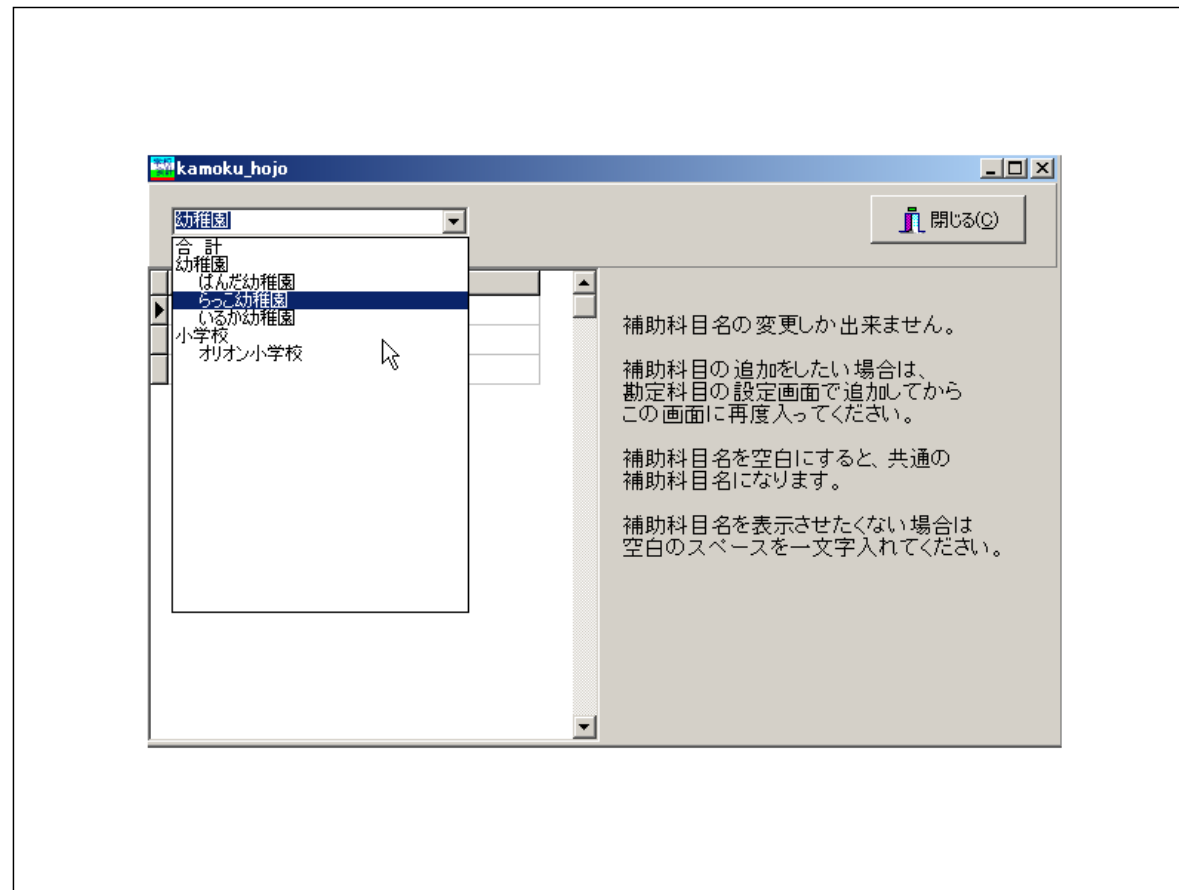 kamoku_hojo
幼稚園
閉じる(C)
合 計
幼稚園
ぱんだ幼稚園
らっこ幼稚園
いるか幼稚園
小学校
オリオン小学校
補助科目名の変更しか出来ません。
補助科目の追加をしたい場合は、
勘定科目の設定画面で追加してから
この画面に再度入ってください。
補助科目名を空白にすると、共通の
補助科目名になります。
補助科目名を表示させたくない場合は
空白のスペースを一文字入れてください。